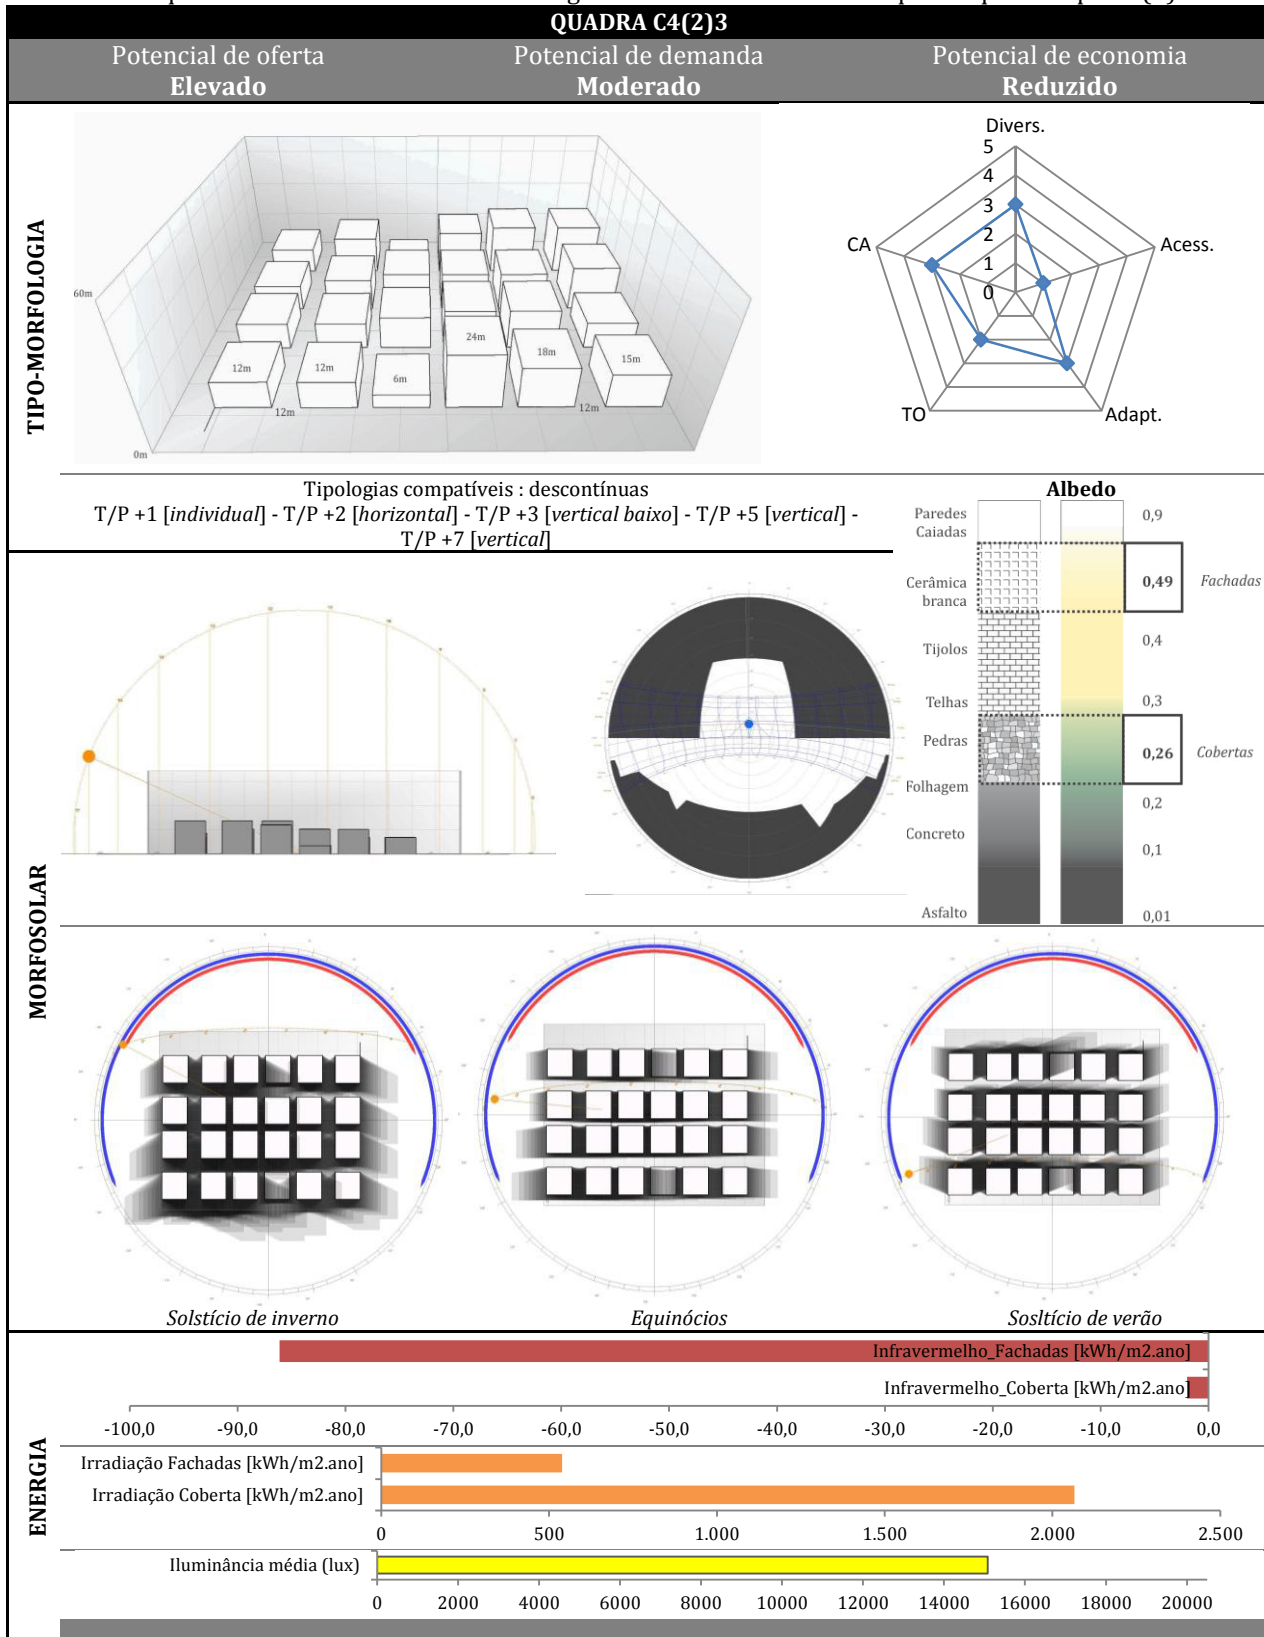 QUADRA C4(2)3
Potencial de oferta
Elevado
Potencial de demanda
Moderado
Potencial de economia
Reduzido
TIPO-MORFOLOGIA
60m
0m
12m
12m
6m
24m
18m
15m
12m
12m
Divers.
5
4
3
2
1
0
CA
Acess.
TO
Adapt.
Tipologias compatíveis : descontínuas
T/P +1 [individual] - T/P +2 [horizontal] - T/P +3 [vertical baixo] - T/P +5 [vertical] -
T/P +7 [vertical]
Albedo
Paredes
Caiadas
0,9
Cerâmica
branca
0,49
Fachadas
Tijolos
0,4
Telhas
0,3
Pedras
0,26
Cobertas
Folhagem
0,2
Concreto
0,1
Asfalto
0,01
MORFOSOLAR
Solstício de inverno
Equinócios
Sosltício de verão
ENERGIA
Infravermelho_Fachadas [kWh/m2.ano]
Infravermelho_Coberta [kWh/m2.ano]
-100,0 -90,0 -80,0 -70,0 -60,0 -50,0 -40,0 -30,0 -20,0 -10,0 0,0
Irradiação Fachadas [kWh/m2.ano]
Irradiação Coberta [kWh/m2.ano]
0 500 1.000 1.500 2.000 2.500
Iluminância média (lux)
0 2000 4000 6000 8000 10000 12000 14000 16000 18000 20000